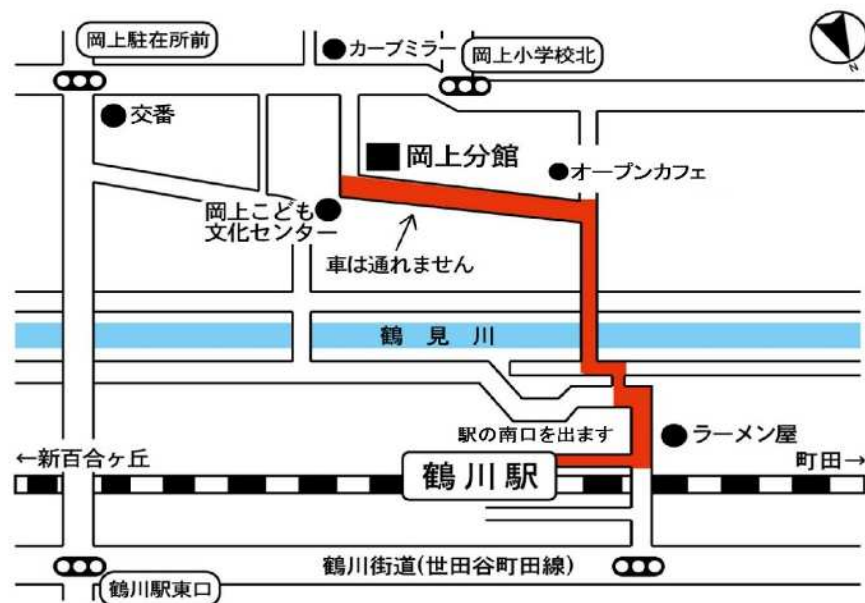 岡上駐在所前
カーブミラー
岡上小学校北
N
交番
岡上分館
オープンカフェ
岡上こども
文化センター
車は通れません
鶴見川
駅の南口を出ます
ラーメン屋
←新百合ヶ丘
鶴川駅
町田→
鶴川街道(世田谷町田線)
鶴川駅東口